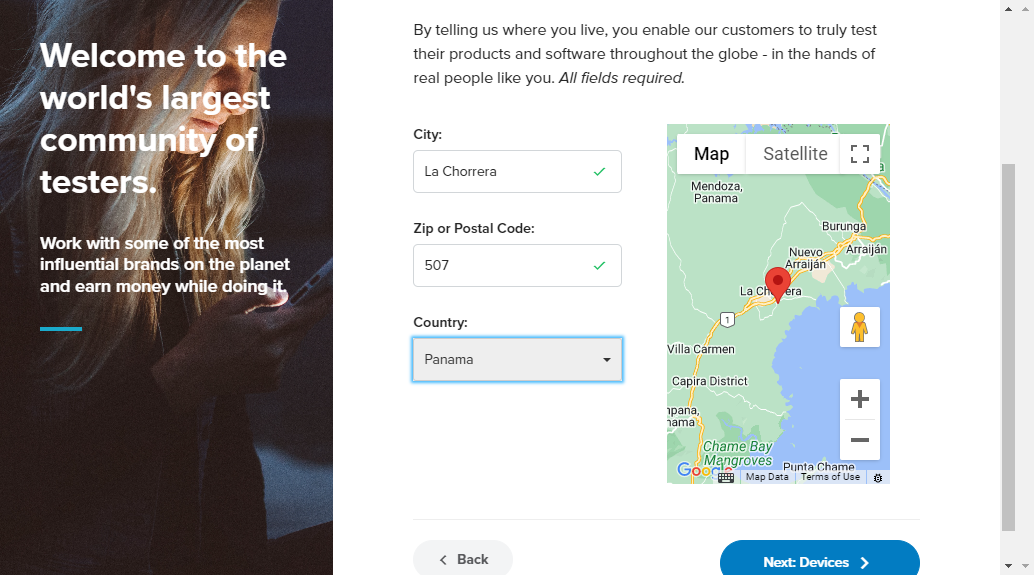 Welcome to the
world's largest
community of
testers.
Work with some of the most
influential brands on the planet
and earn money while doing it.
By telling us where you live, you enable our customers to truly test
their products and software throughout the globe - in the hands of
real people like you. All fields required.
City:
La Chorrera
Zip or Postal Code:
507
Country:
Panama
Map
Satellite
Mendoza,
Panama
Burunga
Nuevo
Arraiján
Arraiján
La Chorrera
1
Villa Carmen
Capira District
Chame Bay
Mangroves
Punta Chame
Google
Map Data
Terms of Use
Back
Next: Devices